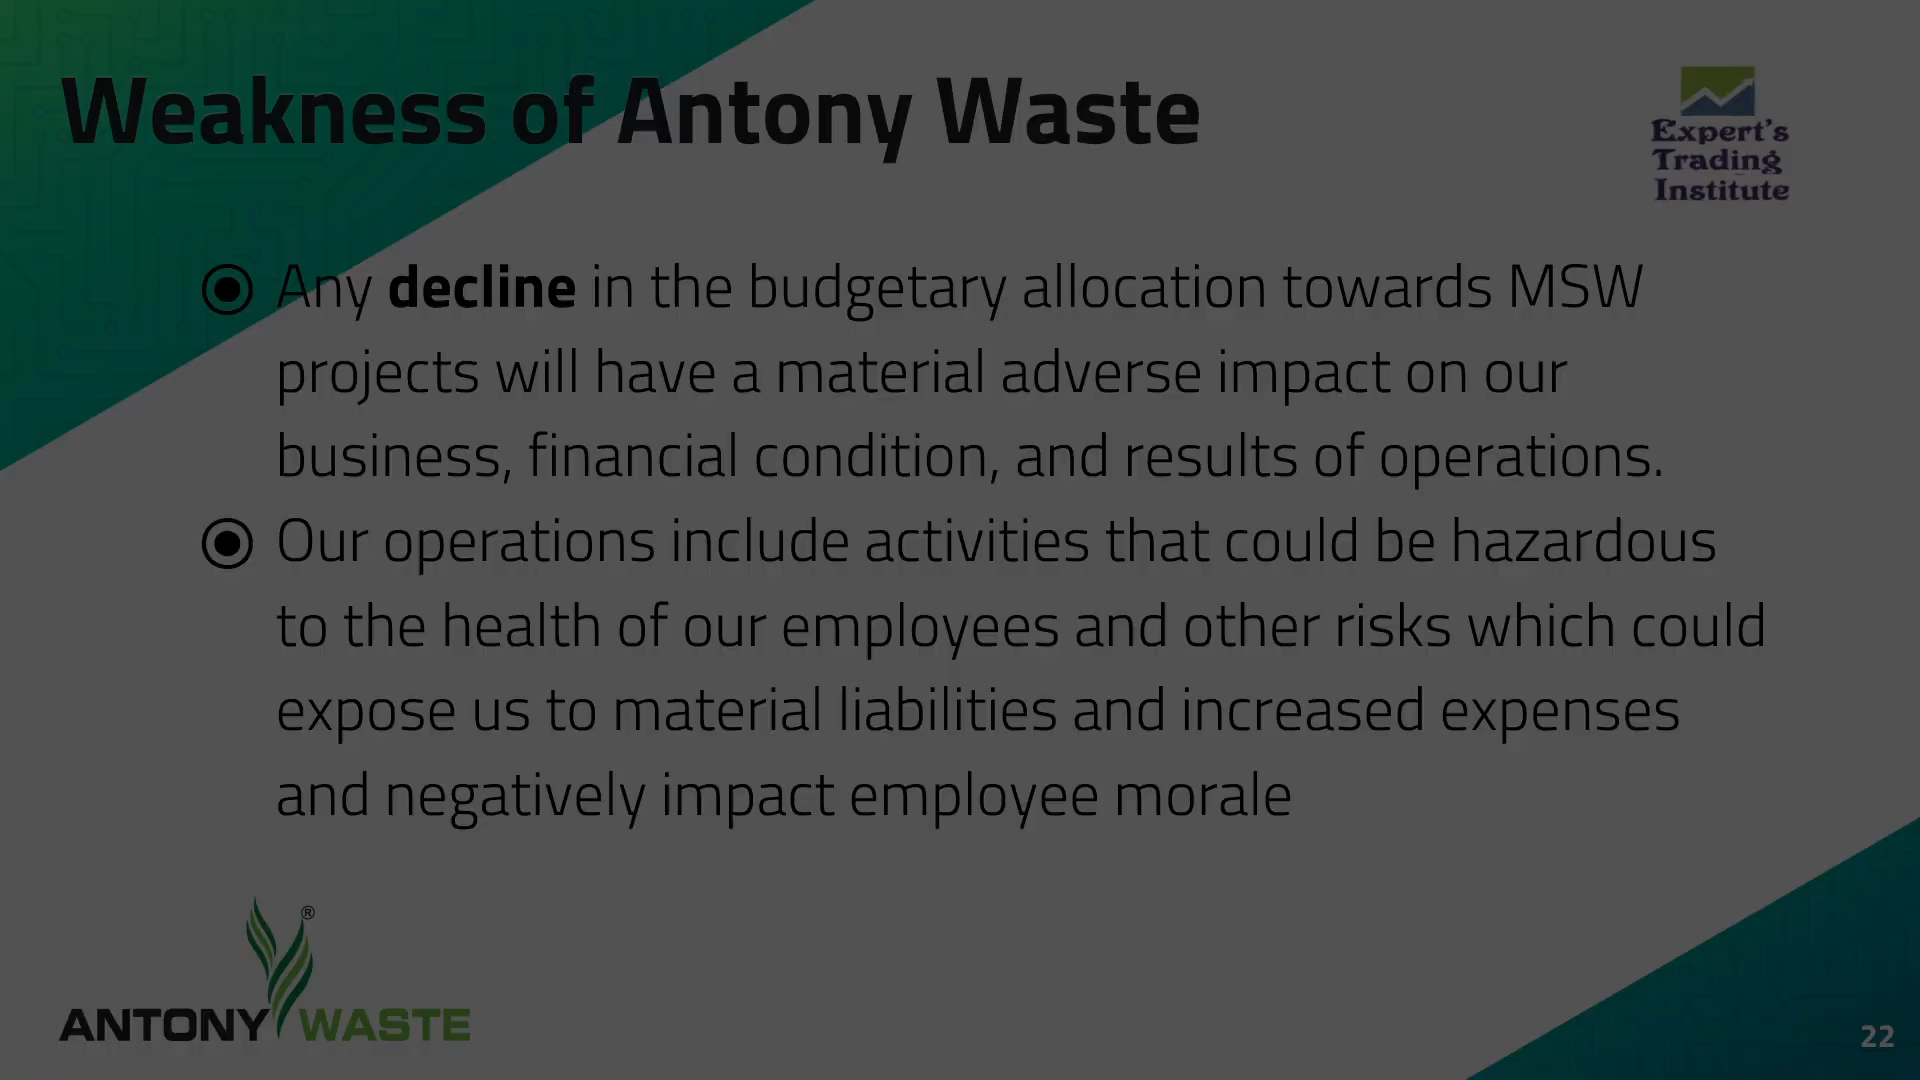 Weakness of Antony Waste
Expert's
Trading
Institute
Any decline in the budgetary allocation towards MSW
projects will have a material adverse impact on our
business, financial condition, and results of operations.
Our operations include activities that could be hazardous
to the health of our employees and other risks which could
expose us to material liabilities and increased expenses
and negatively impact employee morale
®
ANTONY WASTE
22